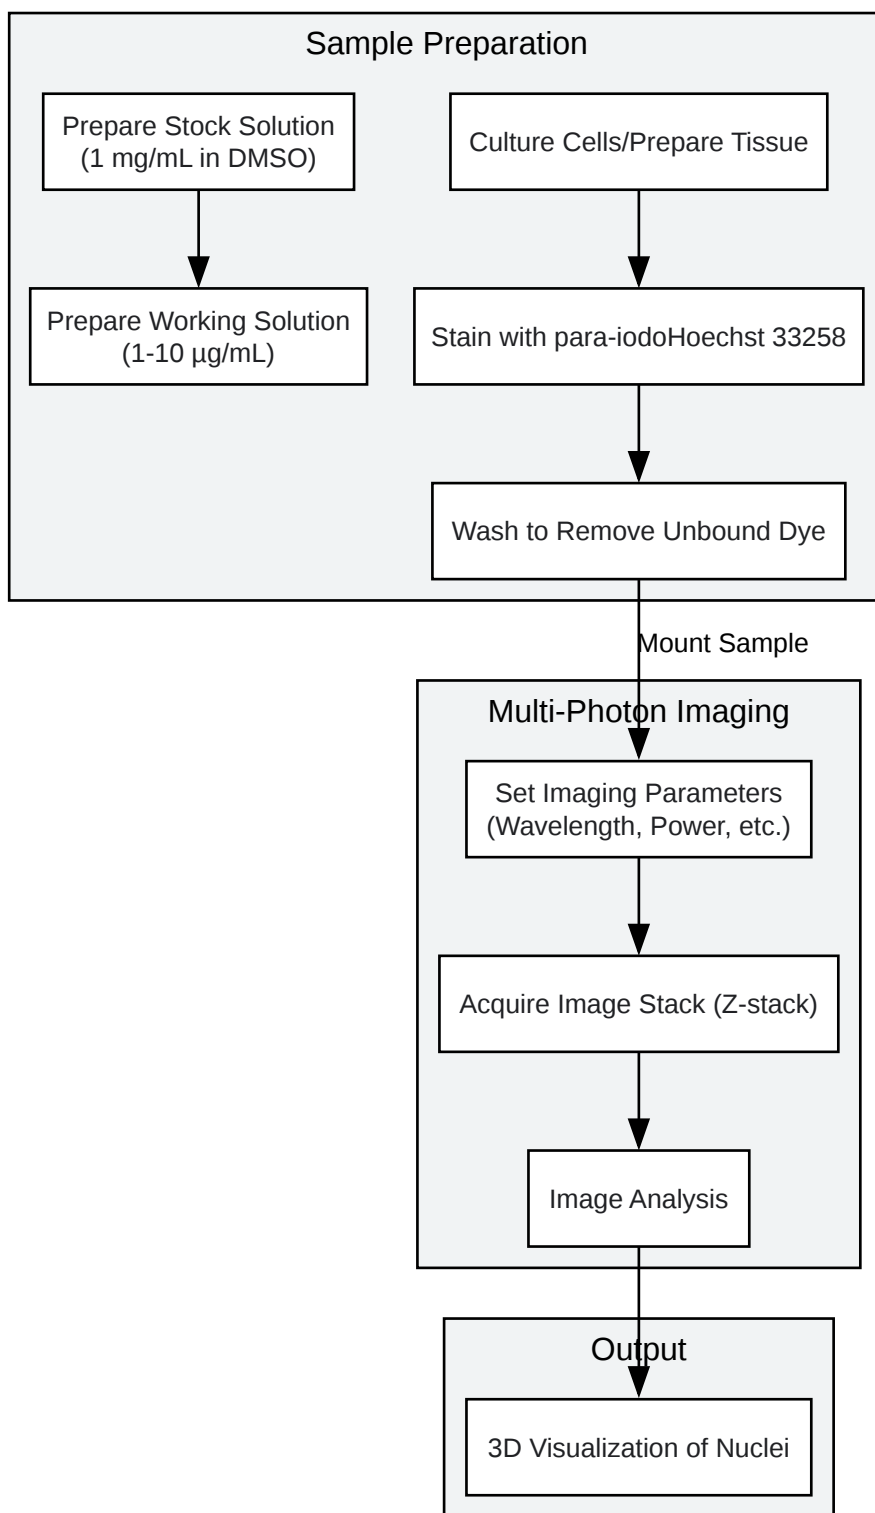 Sample Preparation
Prepare Stock Solution
(1 mg/mL in DMSO)
Culture Cells/Prepare Tissue
Prepare Working Solution
(1-10 µg/mL)
Stain with para-iodoHoechst 33258
Wash to Remove Unbound Dye
Mount Sample
Multi-Photon Imaging
Set Imaging Parameters
(Wavelength, Power, etc.)
Acquire Image Stack (Z-stack)
Image Analysis
Output
3D Visualization of Nuclei